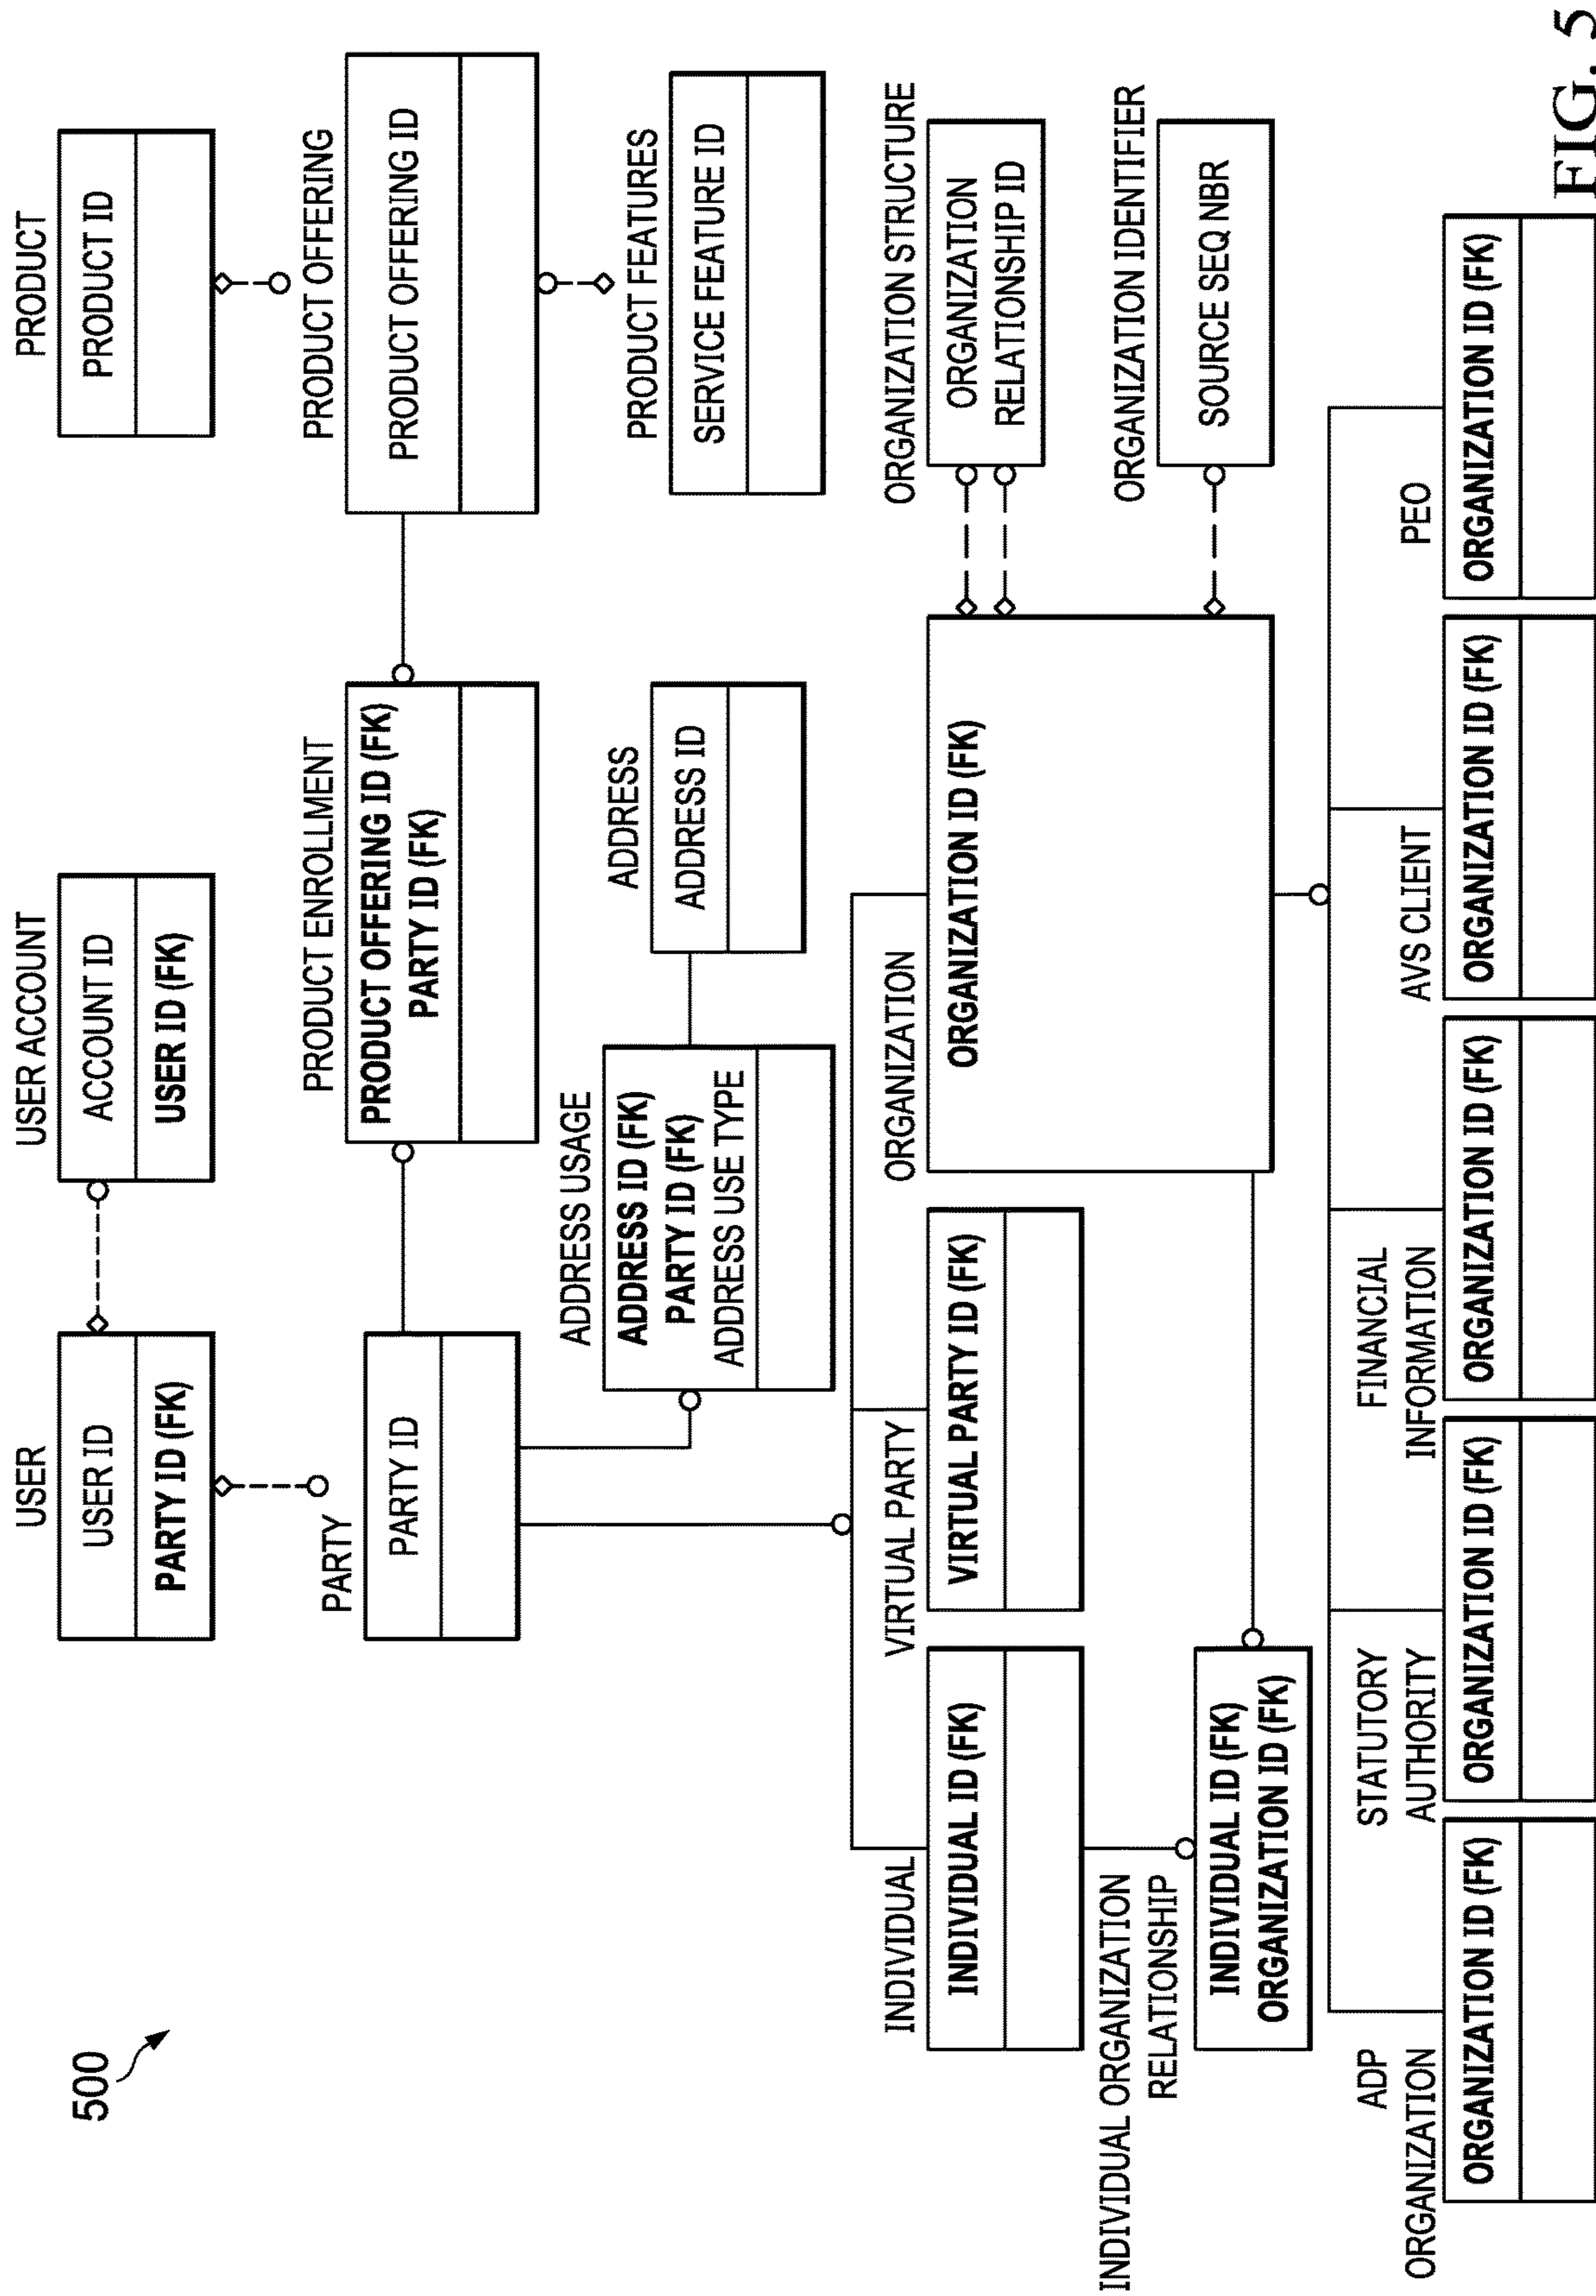 500
USER
USER ID
PARTY ID (FK)
USER ACCOUNT
ACCOUNT ID
USER ID (FK)
PRODUCT
PRODUCT ID
PARTY
PARTY ID
PRODUCT ENROLLMENT
PRODUCT OFFERING ID (FK)
PARTY ID (FK)
PRODUCT OFFERING
PRODUCT OFFERING ID
ADDRESS USAGE
ADDRESS ID (FK)
PARTY ID (FK)
ADDRESS USE TYPE
ADDRESS
ADDRESS ID
PRODUCT FEATURES
SERVICE FEATURE ID
INDIVIDUAL
INDIVIDUAL ID (FK)
VIRTUAL PARTY
VIRTUAL PARTY ID (FK)
ORGANIZATION
ORGANIZATION ID (FK)
ORGANIZATION STRUCTURE
ORGANIZATION
RELATIONSHIP ID
INDIVIDUAL ORGANIZATION
RELATIONSHIP
INDIVIDUAL ID (FK)
ORGANIZATION ID (FK)
ORGANIZATION IDENTIFIER
SOURCE SEQ NBR
ADP
ORGANIZATION
ORGANIZATION ID (FK)
STATUTORY
AUTHORITY
ORGANIZATION ID (FK)
FINANCIAL
INFORMATION
ORGANIZATION ID (FK)
AVS CLIENT
ORGANIZATION ID (FK)
PEO
ORGANIZATION ID (FK)
FIG. 5